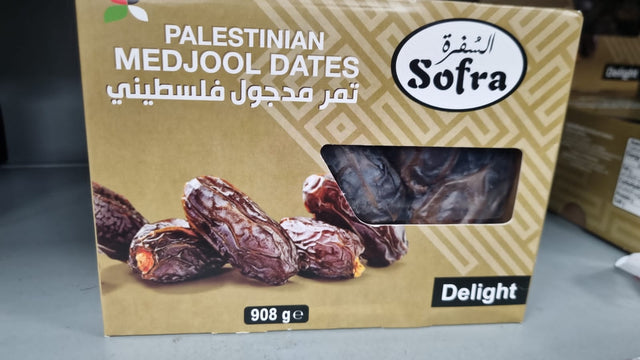 PALESTINIAN
MEDJOOL DATES
تمر مدجول فلسطيني
السُفرة
Sofra
Delight
908 g e